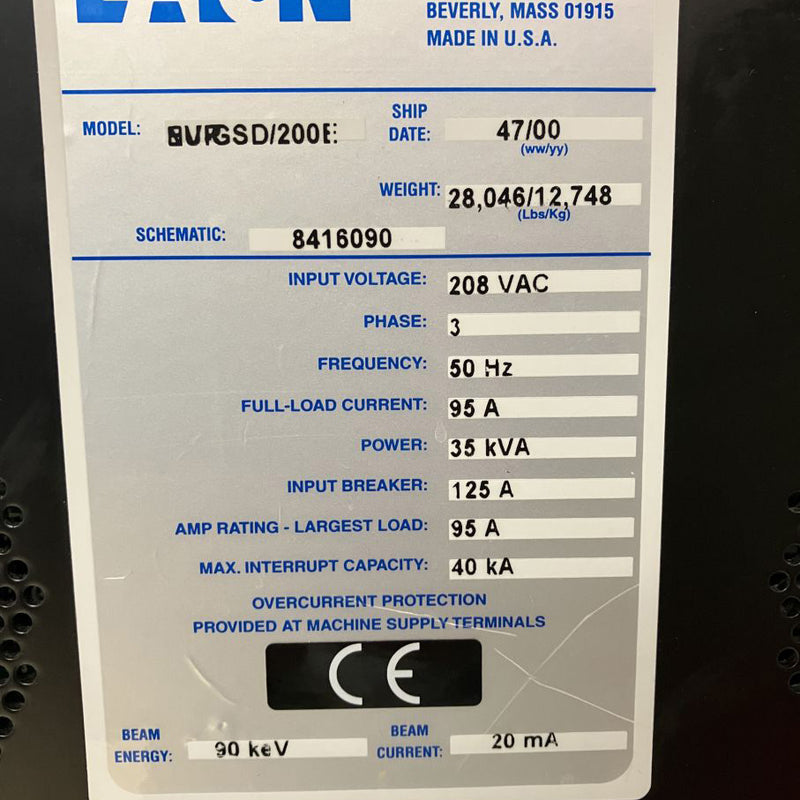 EATON
BEVERLY, MASS 01915
MADE IN U.S.A.
MODEL:
SHIP
DATE: 47/00
(ww/yy)
WEIGHT: 28,046/12,748
(Lbs/Kg)
SCHEMATIC: 8416090
INPUT VOLTAGE: 208 VAC
PHASE: 3
FREQUENCY: 50 Hz
FULL-LOAD CURRENT: 95 A
POWER: 35 kVA
INPUT BREAKER: 125 A
AMP RATING - LARGEST LOAD: 95 A
MAX. INTERRUPT CAPACITY: 40 kA
OVERCURRENT PROTECTION
PROVIDED AT MACHINE SUPPLY TERMINALS
CE
BEAM
ENERGY: 90 keV
BEAM
CURRENT: 20 mA